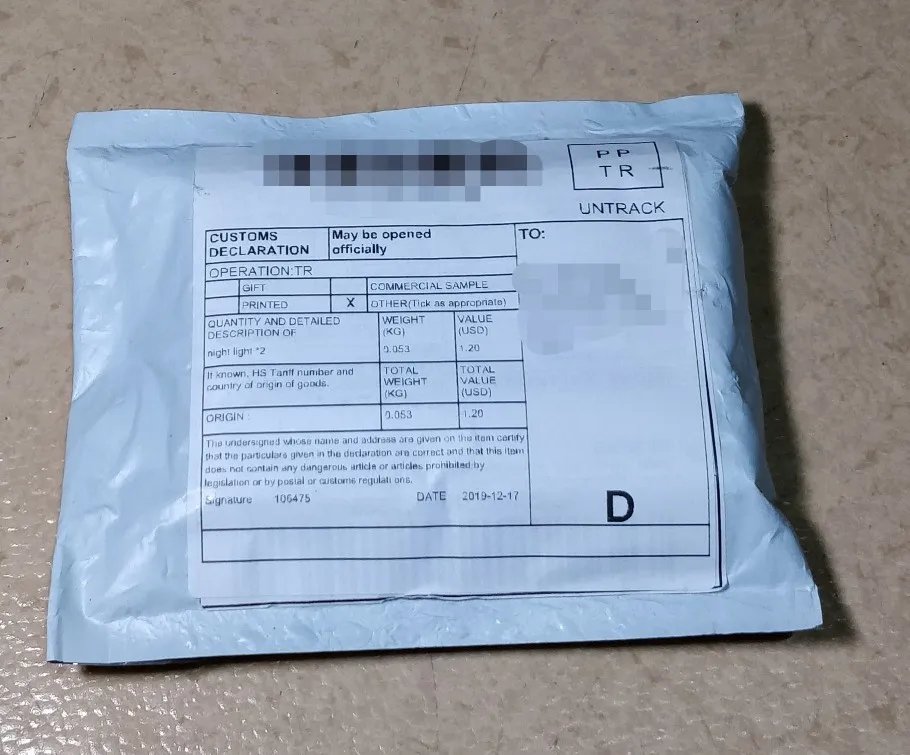 P P
T R
UNTRACK
CUSTOMS
DECLARATION
May be opened
officially
TO:
OPERATION:TR
GIFT
COMMERCIAL SAMPLE
PRINTED
X
OTHER(Tick as appropriate)
QUANTITY AND DETAILED
DESCRIPTION OF
WEIGHT
(KG)
VALUE
(USD)
night light *2
0.053
1.20
If known, HS Tariff number and
country of origin of goods.
TOTAL
WEIGHT
(KG)
TOTAL
VALUE
(USD)
ORIGIN :
0.053
1.20
The undersigned whose name and address are given on the item certify
that the particulars given in the declaration are correct and that this item
does not contain any dangerous article or articles prohibited by
legislation or by postal or customs regulations.
Signature 106475
DATE 2019-12-17
D